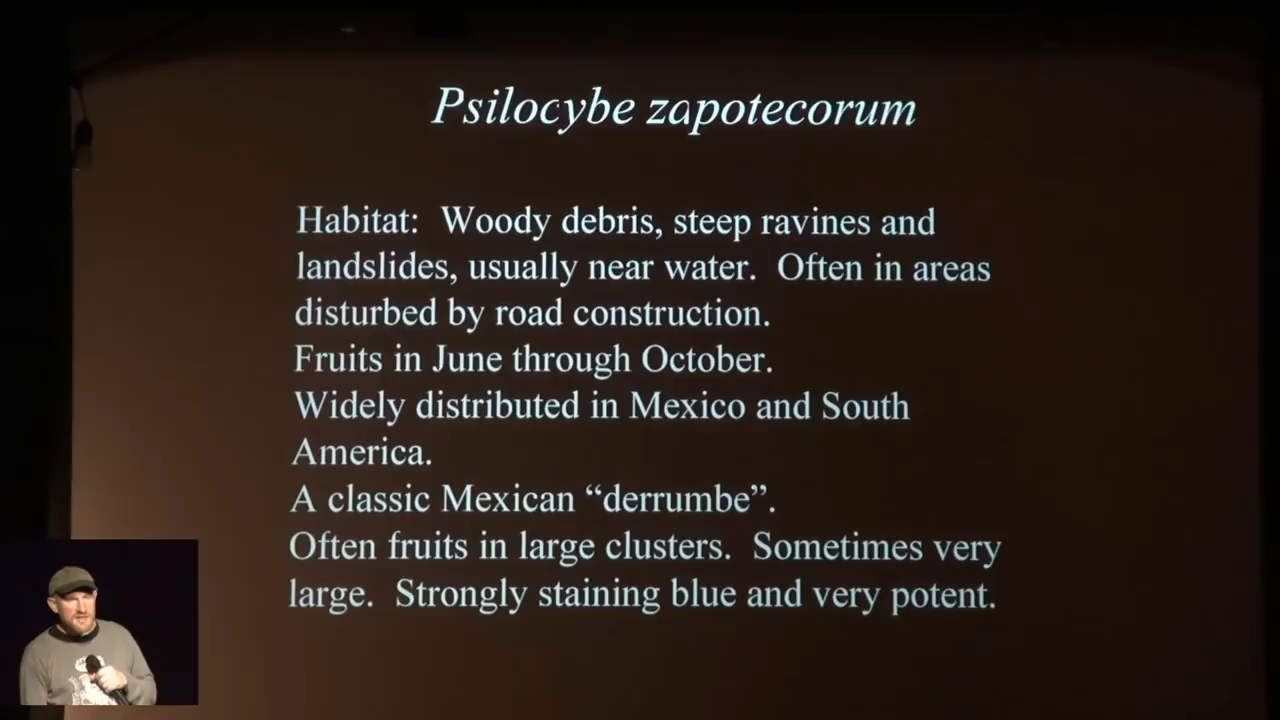 Psilocybe zapotecorum
Habitat:  Woody debris, steep ravines and
landslides, usually near water.  Often in areas
disturbed by road construction.
Fruits in June through October.
Widely distributed in Mexico and South
America.
A classic Mexican “derrumbe”.
Often fruits in large clusters.  Sometimes very
large.  Strongly staining blue and very potent.